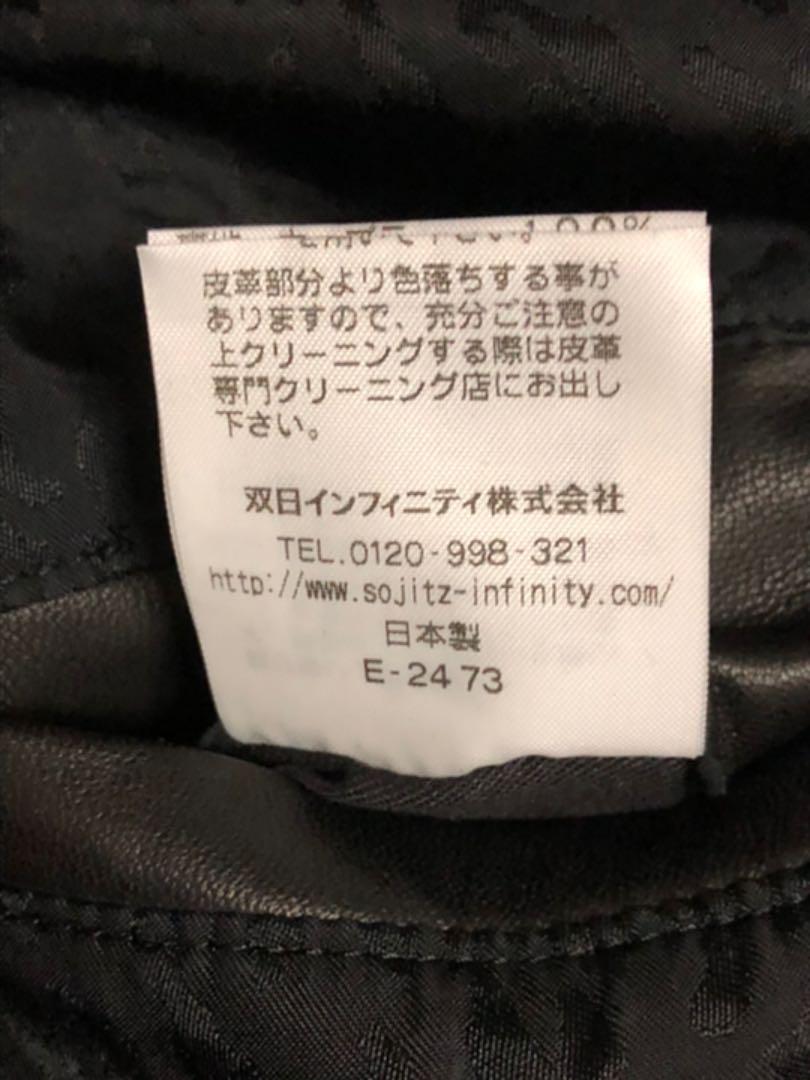 皮革部分より色落ちする事が
ありますので、充分ご注意の
上クリーニングする際は皮革
専門クリーニング店にお出し
下さい。
双日インフィニティ株式会社
TEL.0120-998-321
http://www.sojitz-infinity.com/
日本製
E-2473